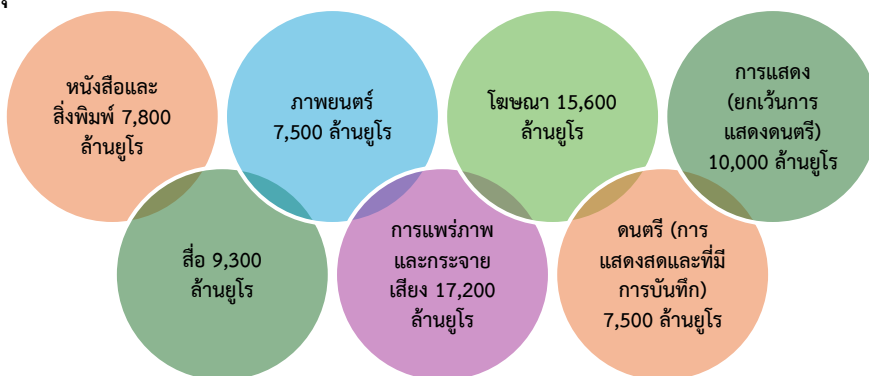 หนังสือและ
สิ่งพิมพ์ 7,800
ล้านยูโร
ภาพยนตร์
7,500 ล้านยูโร
โฆษณา 15,600
ล้านยูโร
การแสดง
(ยกเว้นการ
แสดงดนตรี)
10,000 ล้านยูโร
สื่อ 9,300
ล้านยูโร
การแพร่ภาพ
และกระจาย
เสียง 17,200
ล้านยูโร
ดนตรี (การ
แสดงสดและที่มี
การบันทึก)
7,500 ล้านยูโร